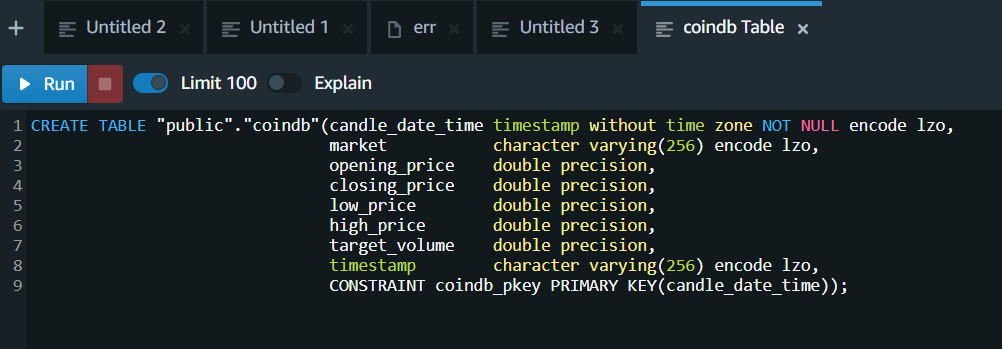 Untitled 2 Untitled 1 err Untitled 3 coindb Table
Run Limit 100 Explain
1 CREATE TABLE "public"."coindb"(candle_date_time timestamp without time zone NOT NULL encode lzo,
2 market character varying(256) encode lzo,
3 opening_price double precision,
4 closing_price double precision,
5 low_price double precision,
6 high_price double precision,
7 target_volume double precision,
8 timestamp character varying(256) encode lzo,
9 CONSTRAINT coindb_pkey PRIMARY KEY(candle_date_time));